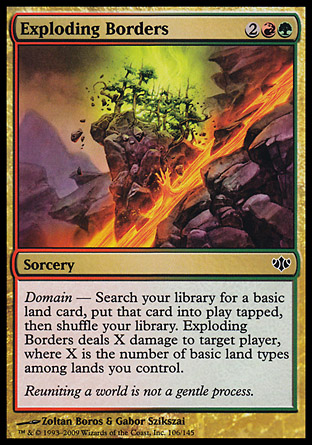 Exploding Borders 2
Sorcery
Domain — Search your library for a basic
land card, put that card into play tapped,
then shuffle your library. Exploding
Borders deals X damage to target player,
where X is the number of basic land types
among lands you control.
Reuniting a world is not a gentle process.
Zoltan Boros & Gabor Szikszai
™ & © 1993-2009 Wizards of the Coast, Inc. 106/145